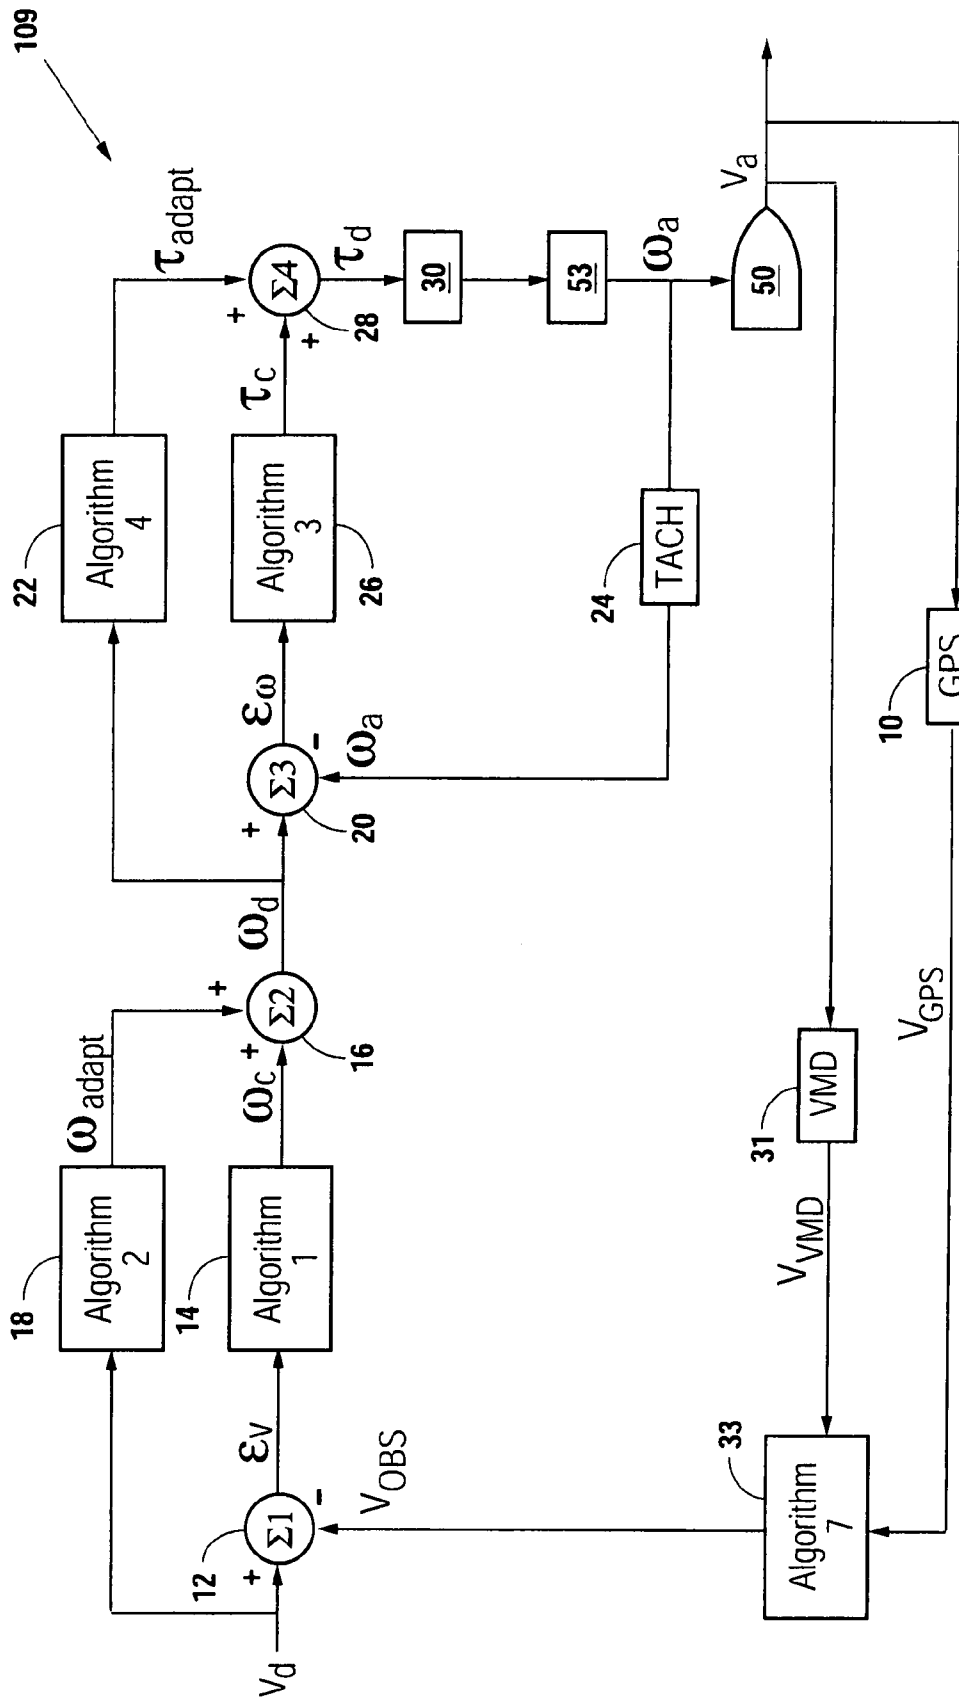 109
τadapt
22
Algorithm
4
18
Algorithm
2
ωadapt
+
Σ4
28
+
τd
30
53
ωa
50
Va
τc
Algorithm
3
26
εω
Σ3
+
-
20
ωa
TACH
24
ωd
Σ2
+
+
16
ωc
14
Algorithm
1
εV
Σ1
+
-
12
Vd
VOBS
33
Algorithm
7
VVMD
31
VMD
VGPS
10
GPS